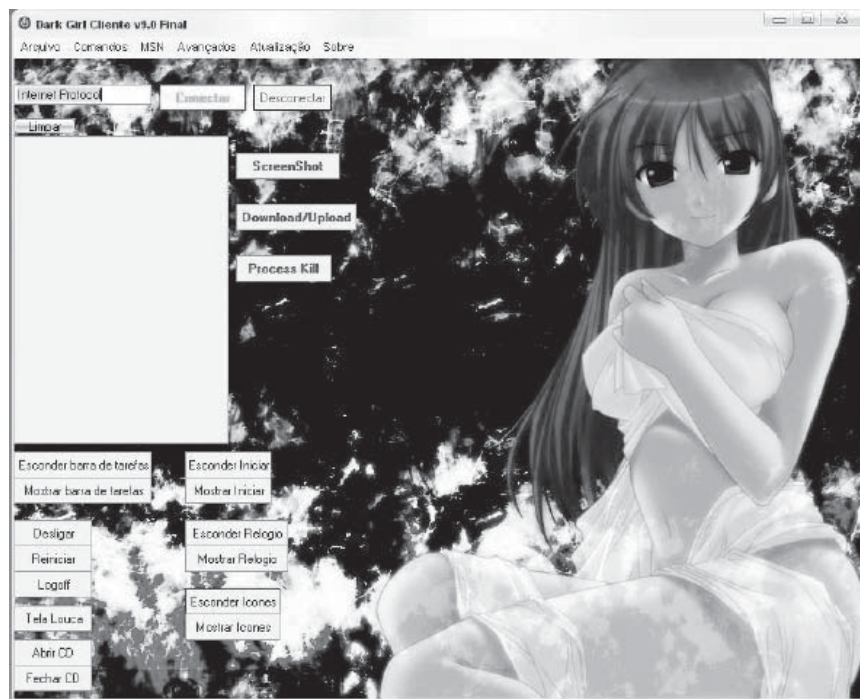 Dark Girl Cliente v9.0 Final
Arquivo Comandos MSN Avançados Atualização Sobre
Internet Protocol Conectar Desconectar
Limpar
ScreenShot
Download/Upload
Process Kill
Esconder barra de tarefas Esconder Iniciar
Mostrar barra de tarefas Mostrar Iniciar
Desligar Esconder Relogio
Reiniciar Mostrar Relogio
Logoff
Esconder Icones
Tela Louca Mostrar Icones
Abrir CD
Fechar CD